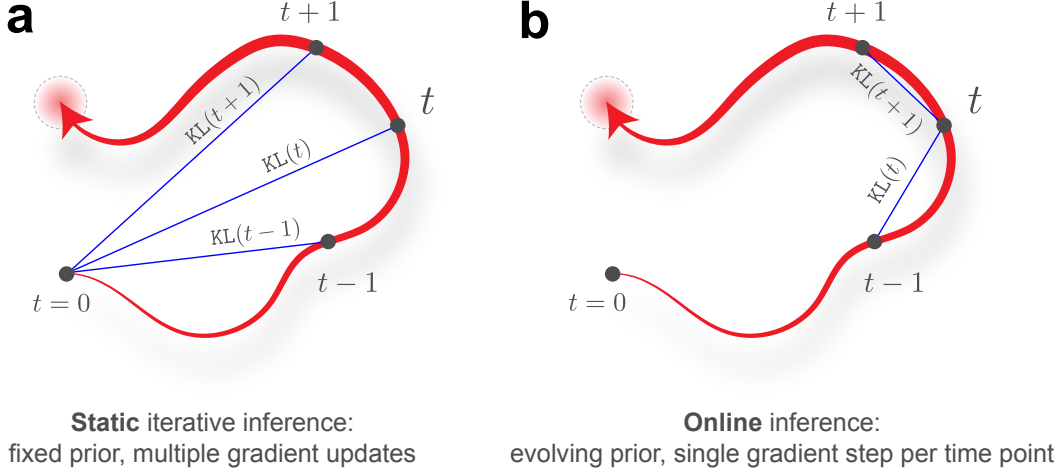 a
t + 1
t
KL(t + 1)
KL(t)
KL(t − 1)
t − 1
t = 0
Static iterative inference:
fixed prior, multiple gradient updates
b
t + 1
t
KL(t + 1)
KL(t)
t − 1
t = 0
Online inference:
evolving prior, single gradient step per time point